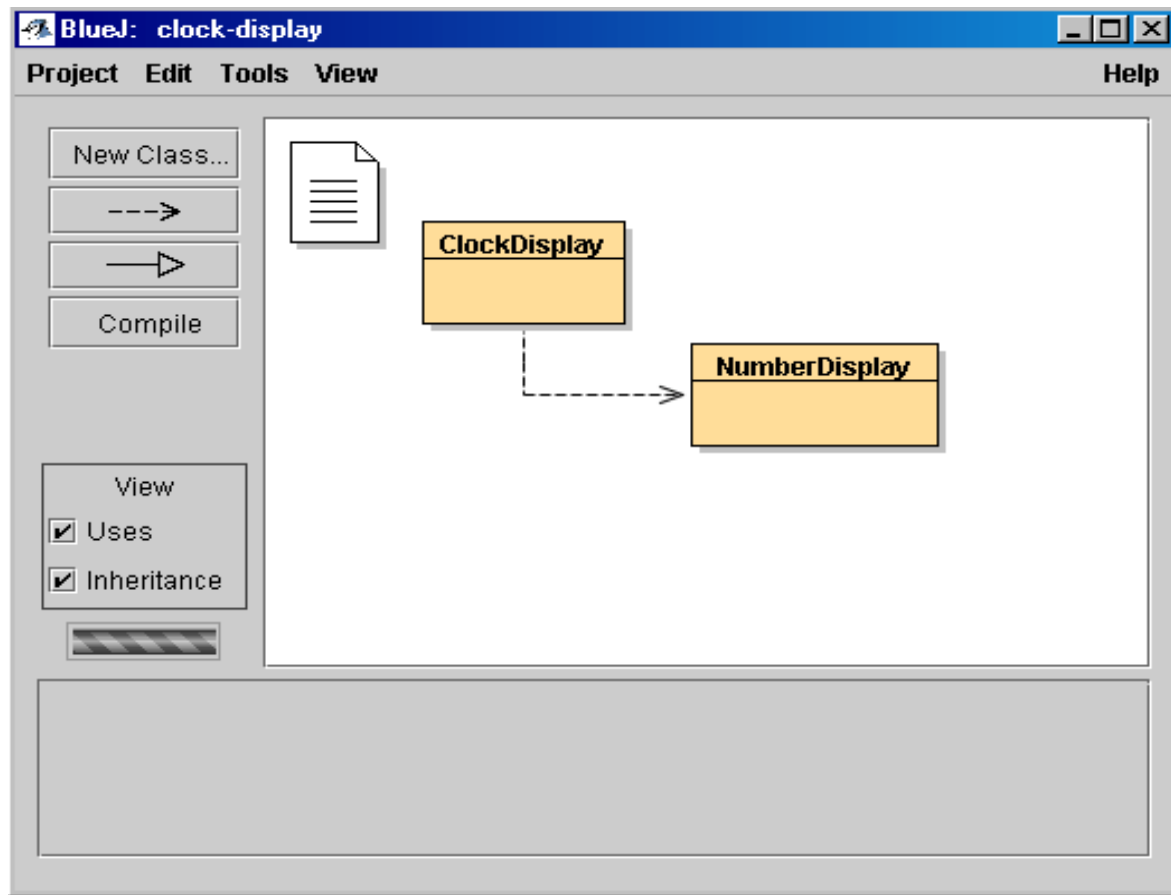 BlueJ: clock-display
Project Edit Tools View Help
New Class...
Compile
View
Uses
Inheritance
ClockDisplay
NumberDisplay